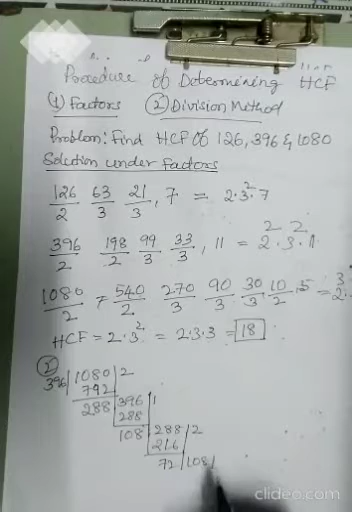 Procedure of Determining HCF
① Factors ② Division Method
Problem: Find HCF of 126, 396 & 1080
Solution under Factors
126/2 63/3 21/3, 7 = 2·3²·7
396/2 198/2 99/3 33/3, 11 = 2²·3²·11
1080/2 = 540/2 270/3 90/3 30/3 10/2, 5 = 2³·
HCF = 2·3² = 2·3·3 = 18
②
396 | 1080 | 2
792
288 | 396 | 1
288
108 | 288 | 2
216
72 | 108 |
clideo.com